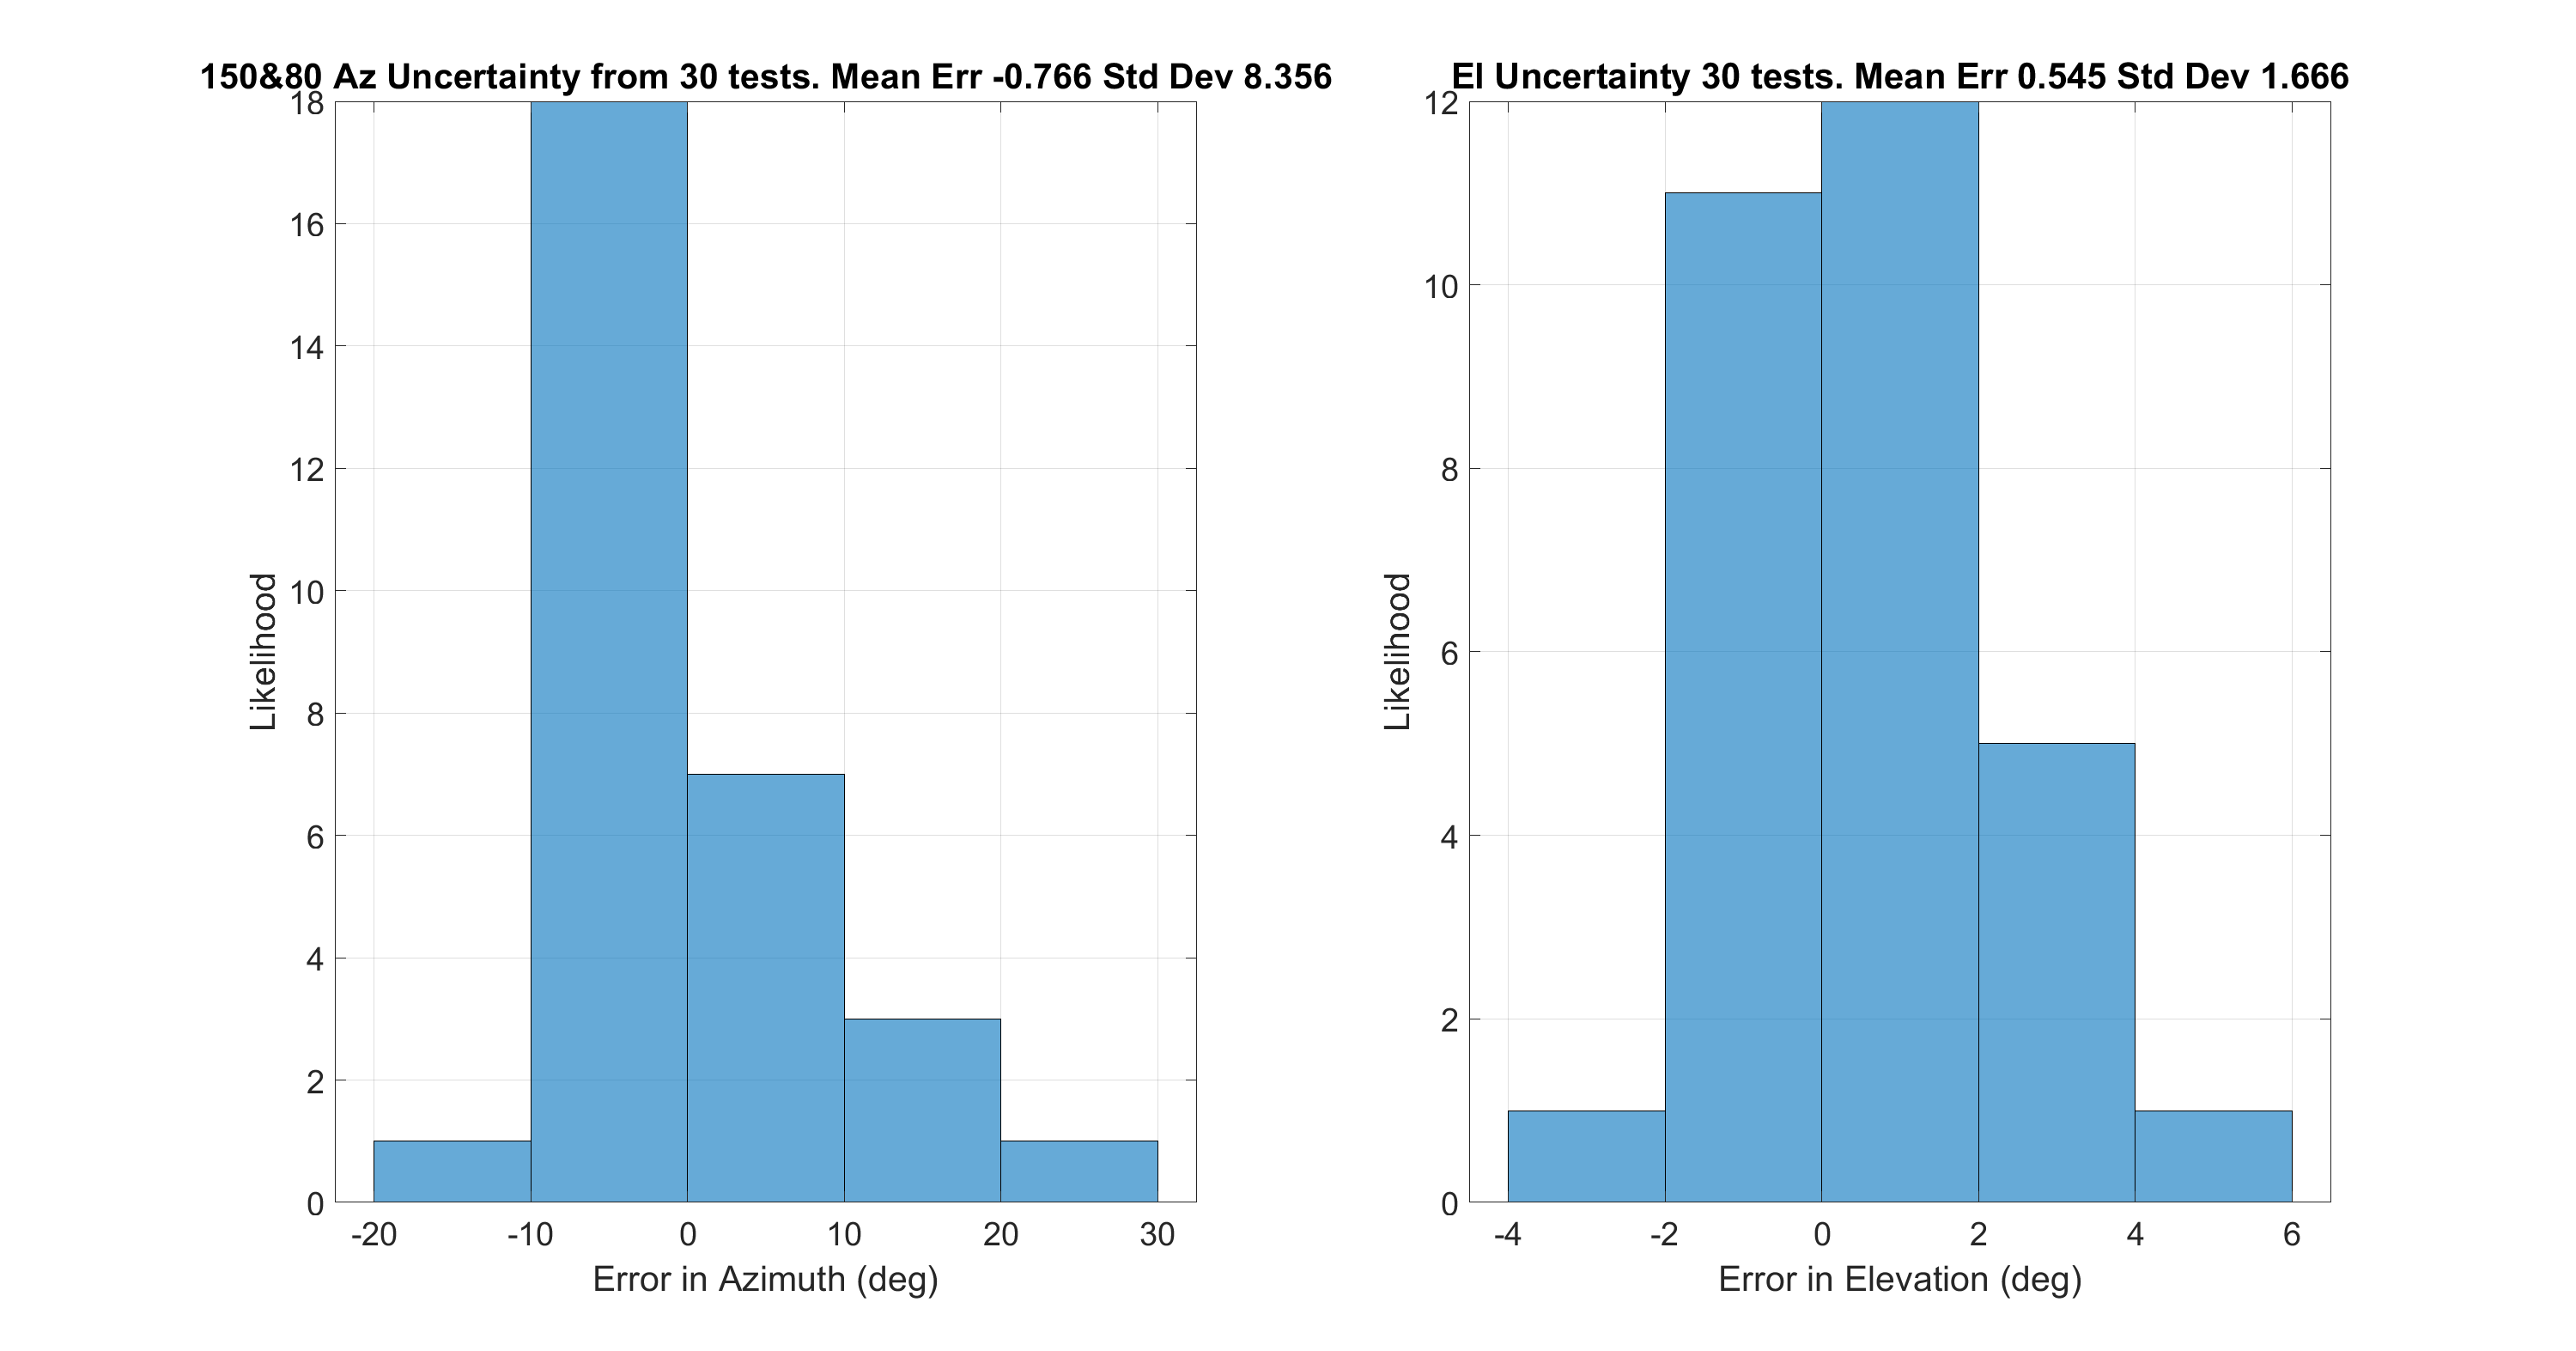 150&80 Az Uncertainty from 30 tests. Mean Err -0.766 Std Dev 8.356
18
16
14
12
10
8
6
4
2
0
Likelihood
-20 -10 0 10 20 30
Error in Azimuth (deg)
El Uncertainty 30 tests. Mean Err 0.545 Std Dev 1.666
12
10
8
6
4
2
0
Likelihood
-4 -2 0 2 4 6
Error in Elevation (deg)